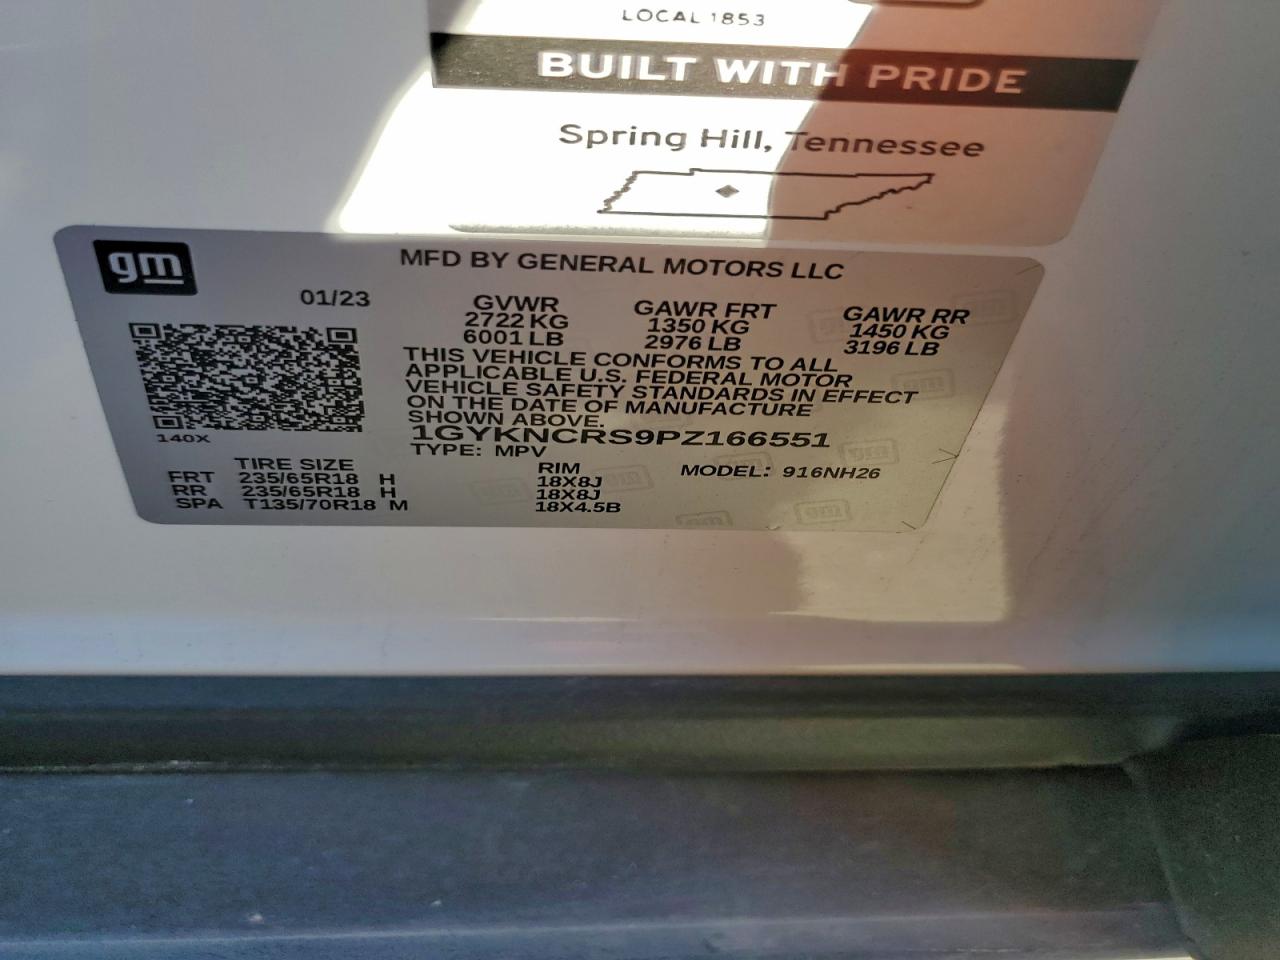 LOCAL 1853
BUILT WITH PRIDE
Spring Hill, Tennessee
gm
MFD BY GENERAL MOTORS LLC
01/23
GVWR
2722 KG
6001 LB
GAWR FRT
1350 KG
2976 LB
GAWR RR
1450 KG
3196 LB
THIS VEHICLE CONFORMS TO ALL
APPLICABLE U.S. FEDERAL MOTOR
VEHICLE SAFETY STANDARDS IN EFFECT
ON THE DATE OF MANUFACTURE
SHOWN ABOVE.
1GYKNCRS9PZ166551
140X
TYPE: MPV
TIRE SIZE
RIM
MODEL: 916NH26
FRT 235/65R18 H 18X8J
RR 235/65R18 H 18X8J
SPA T135/70R18 M 18X4.5B